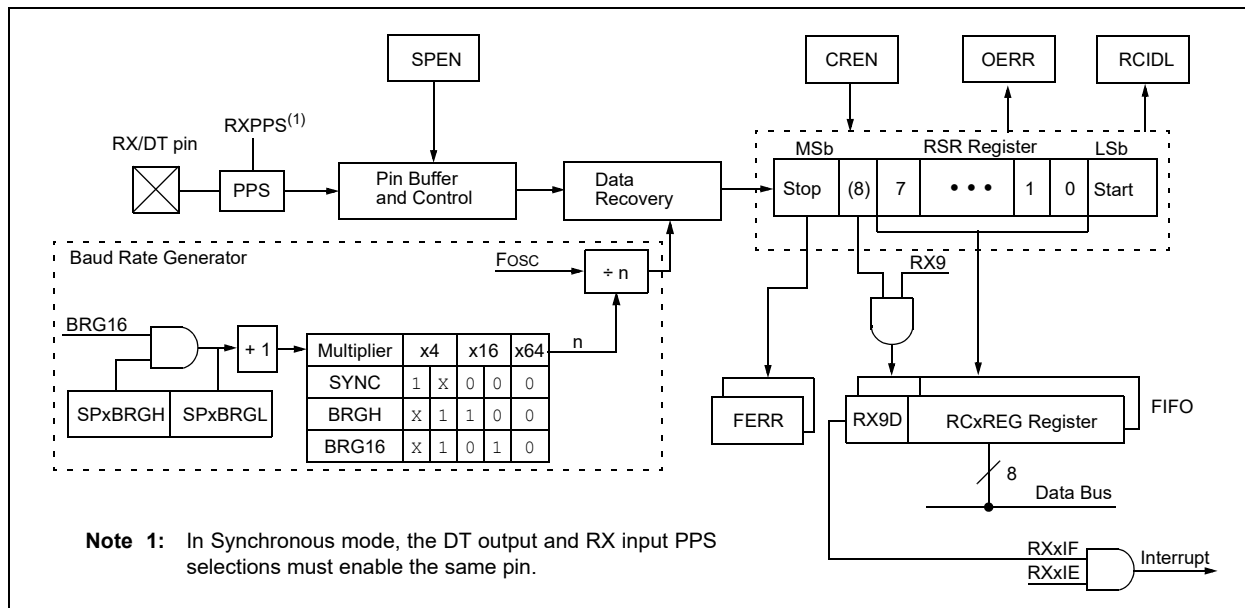 SPEN
CREN
OERR
RCIDL
RXPPS(1)
RX/DT pin
PPS
Pin Buffer
and Control
Data
Recovery
MSb
RSR Register
LSb
Stop
(8)
7
• • •
1
0
Start
Baud Rate Generator
FOSC
÷ n
RX9
BRG16
+ 1
n
Multiplier x4 x16 x64
SYNC 1 X 0 0 0
BRGH X 1 1 0 0
BRG16 X 1 0 1 0
SPxBRGH
SPxBRGL
FERR
RX9D
RCxREG Register
FIFO
8
Data Bus
RXxIF
RXxIE
Interrupt
Note 1: In Synchronous mode, the DT output and RX input PPS
selections must enable the same pin.